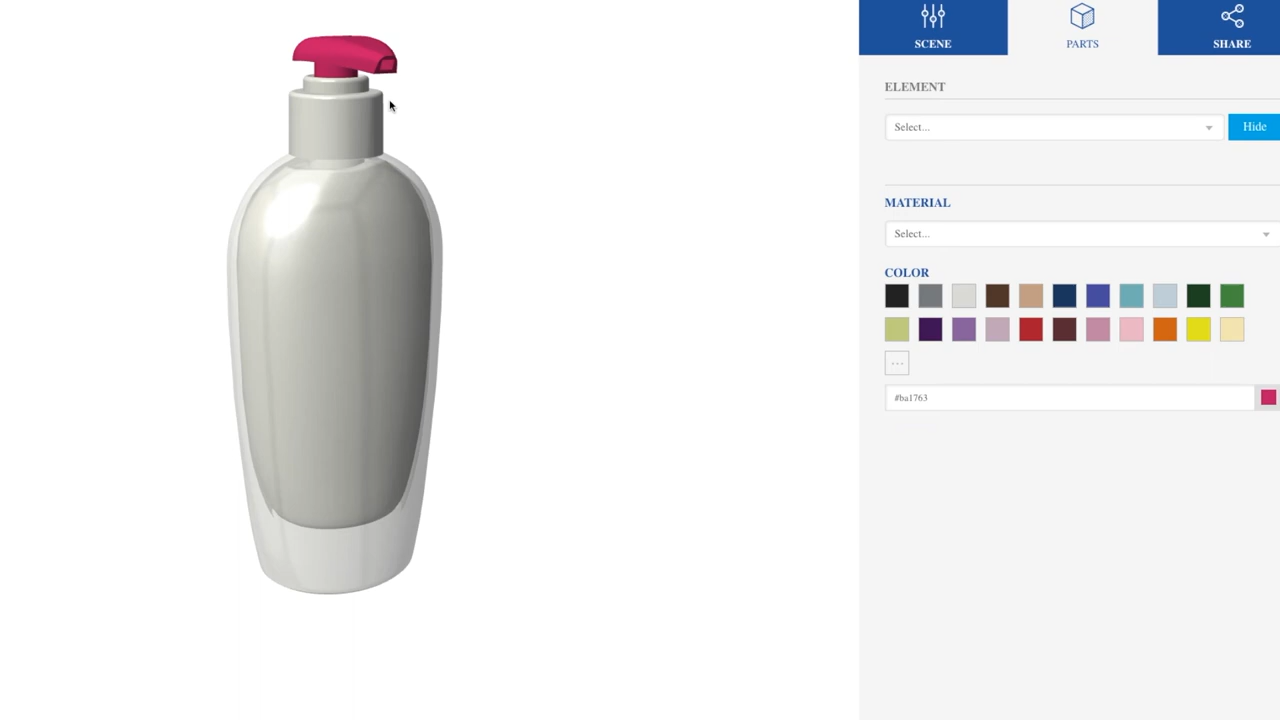 SCENE
PARTS
SHARE
ELEMENT
Select...
Hide
MATERIAL
Select...
COLOR
...
#ba1763